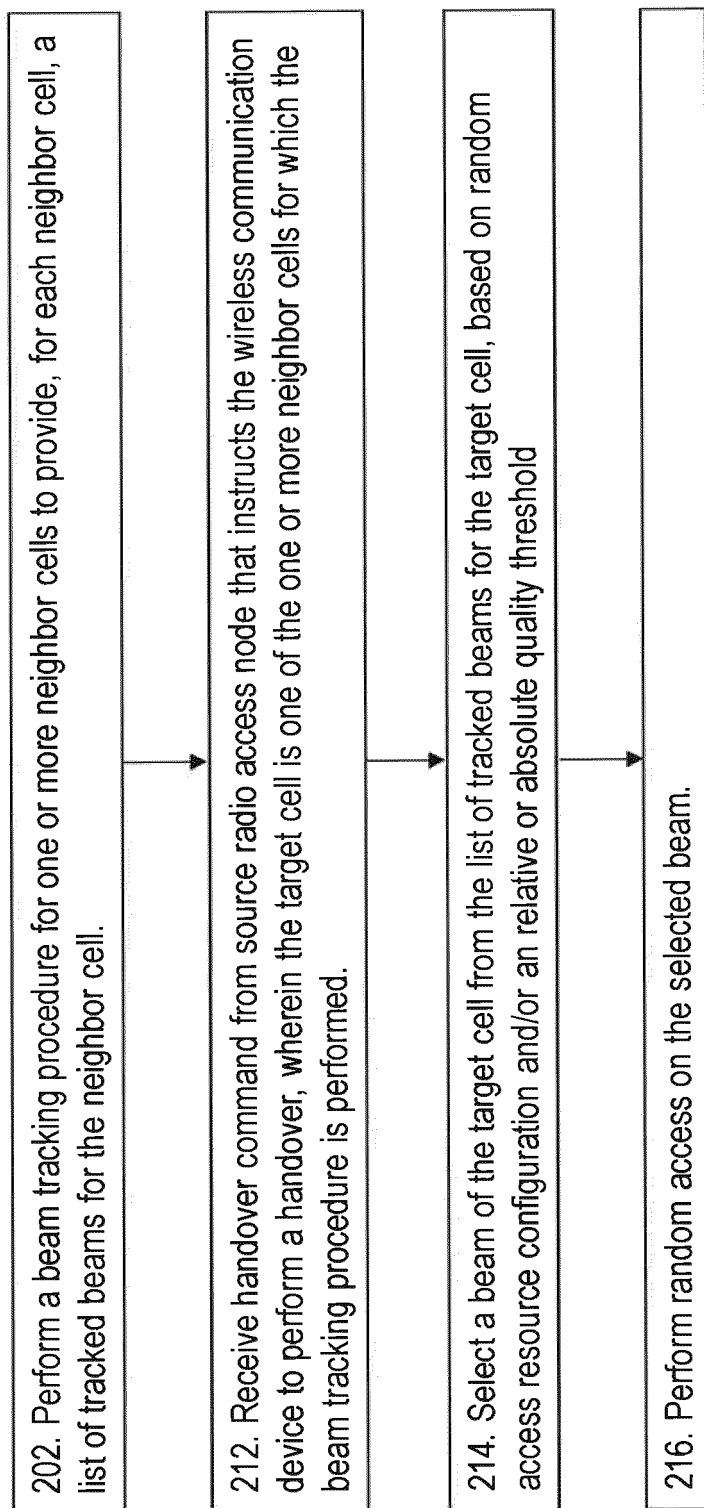 202. Perform a beam tracking procedure for one or more neighbor cells to provide, for each neighbor cell, a
list of tracked beams for the neighbor cell.
212. Receive handover command from source radio access node that instructs the wireless communication
device to perform a handover, wherein the target cell is one of the one or more neighbor cells for which the
beam tracking procedure is performed.
214. Select a beam of the target cell from the list of tracked beams for the target cell, based on random
access resource configuration and/or an relative or absolute quality threshold
216. Perform random access on the selected beam.